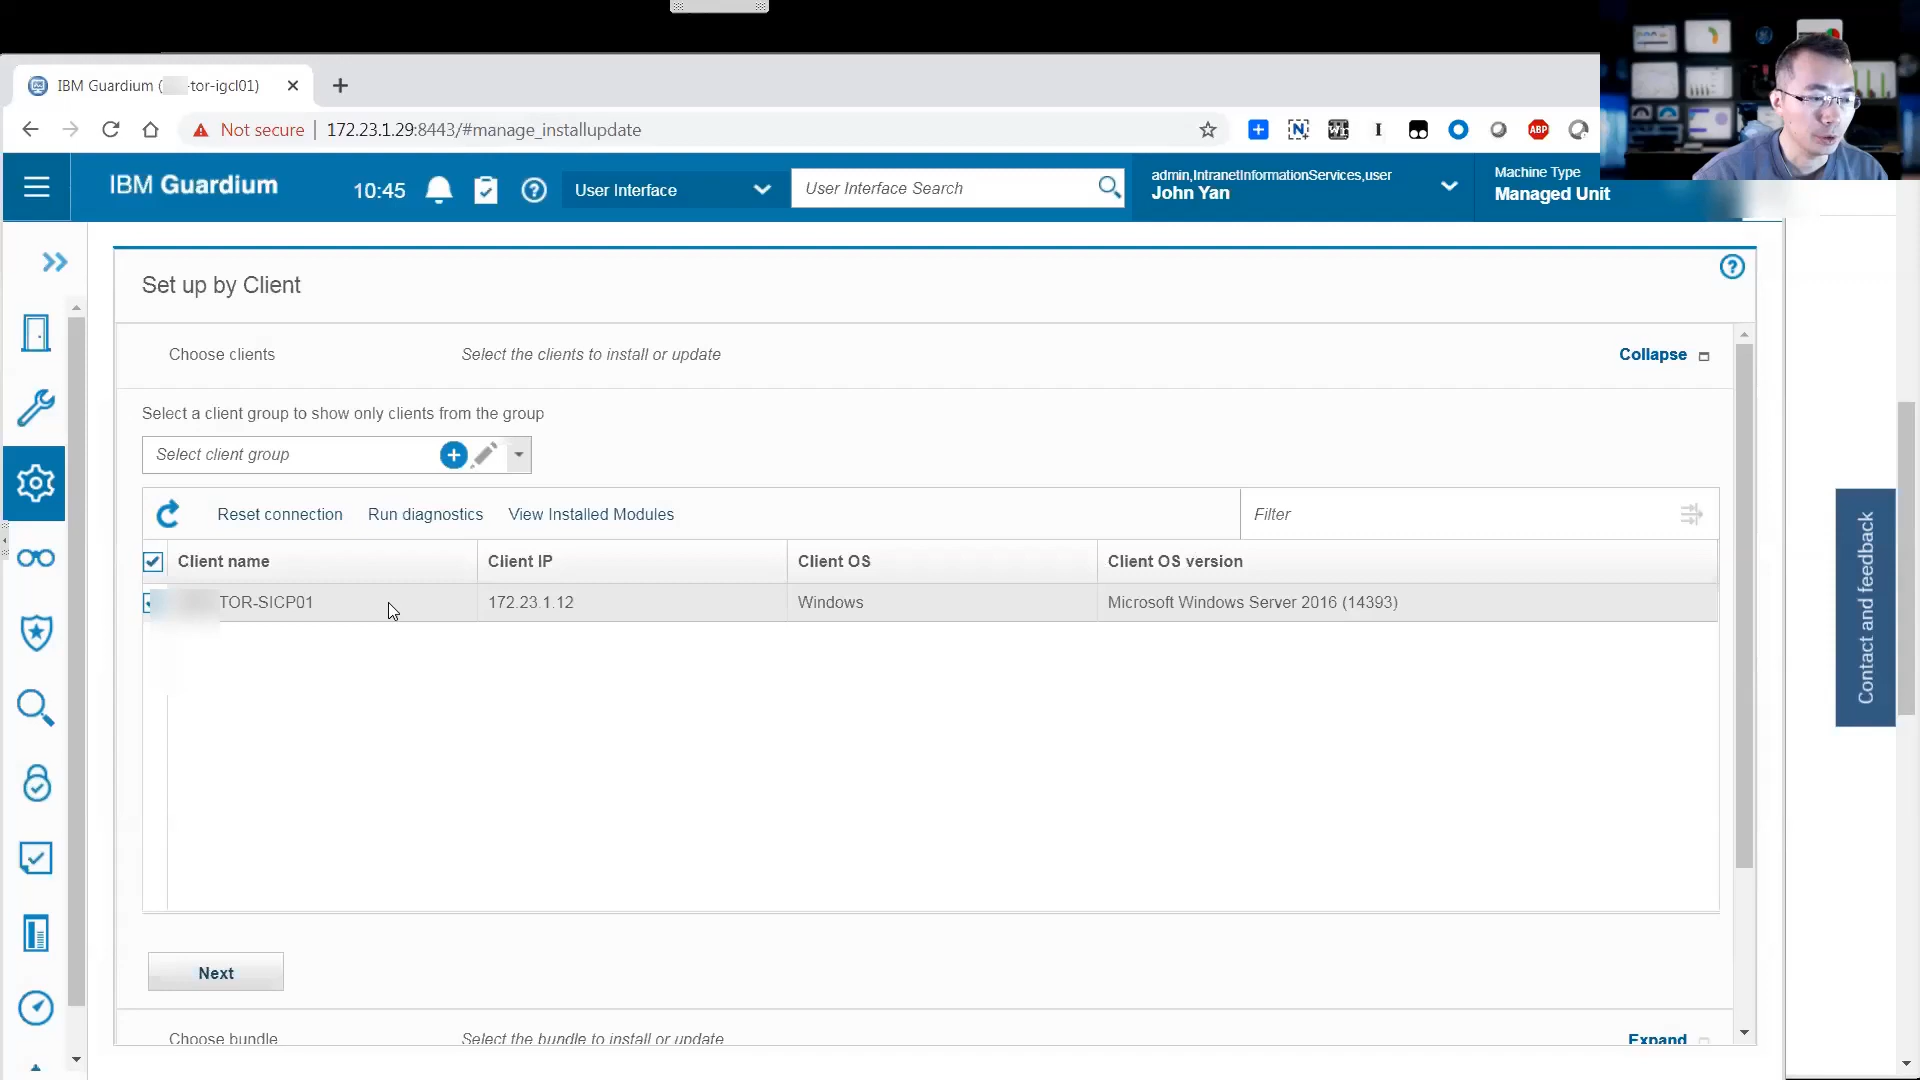 IBM Guardium (
-tor-igcl01)
Not secure
172.23.1.29:8443/#manage_installupdate
ABP
IBM Guardium
10:45
User Interface
User Interface Search
admin,IntranetInformationServices,user
John Yan
Machine Type
Managed Unit
Set up by Client
Choose clients
Select the clients to install or update
Collapse
Select a client group to show only clients from the group
Select client group
Reset connection
Run diagnostics
View Installed Modules
Filter
Client name
Client IP
Client OS
Client OS version
TOR-SICP01
172.23.1.12
Windows
Microsoft Windows Server 2016 (14393)
Next
Choose bundle
Select the bundle to install or update
Expand
Contact and feedback